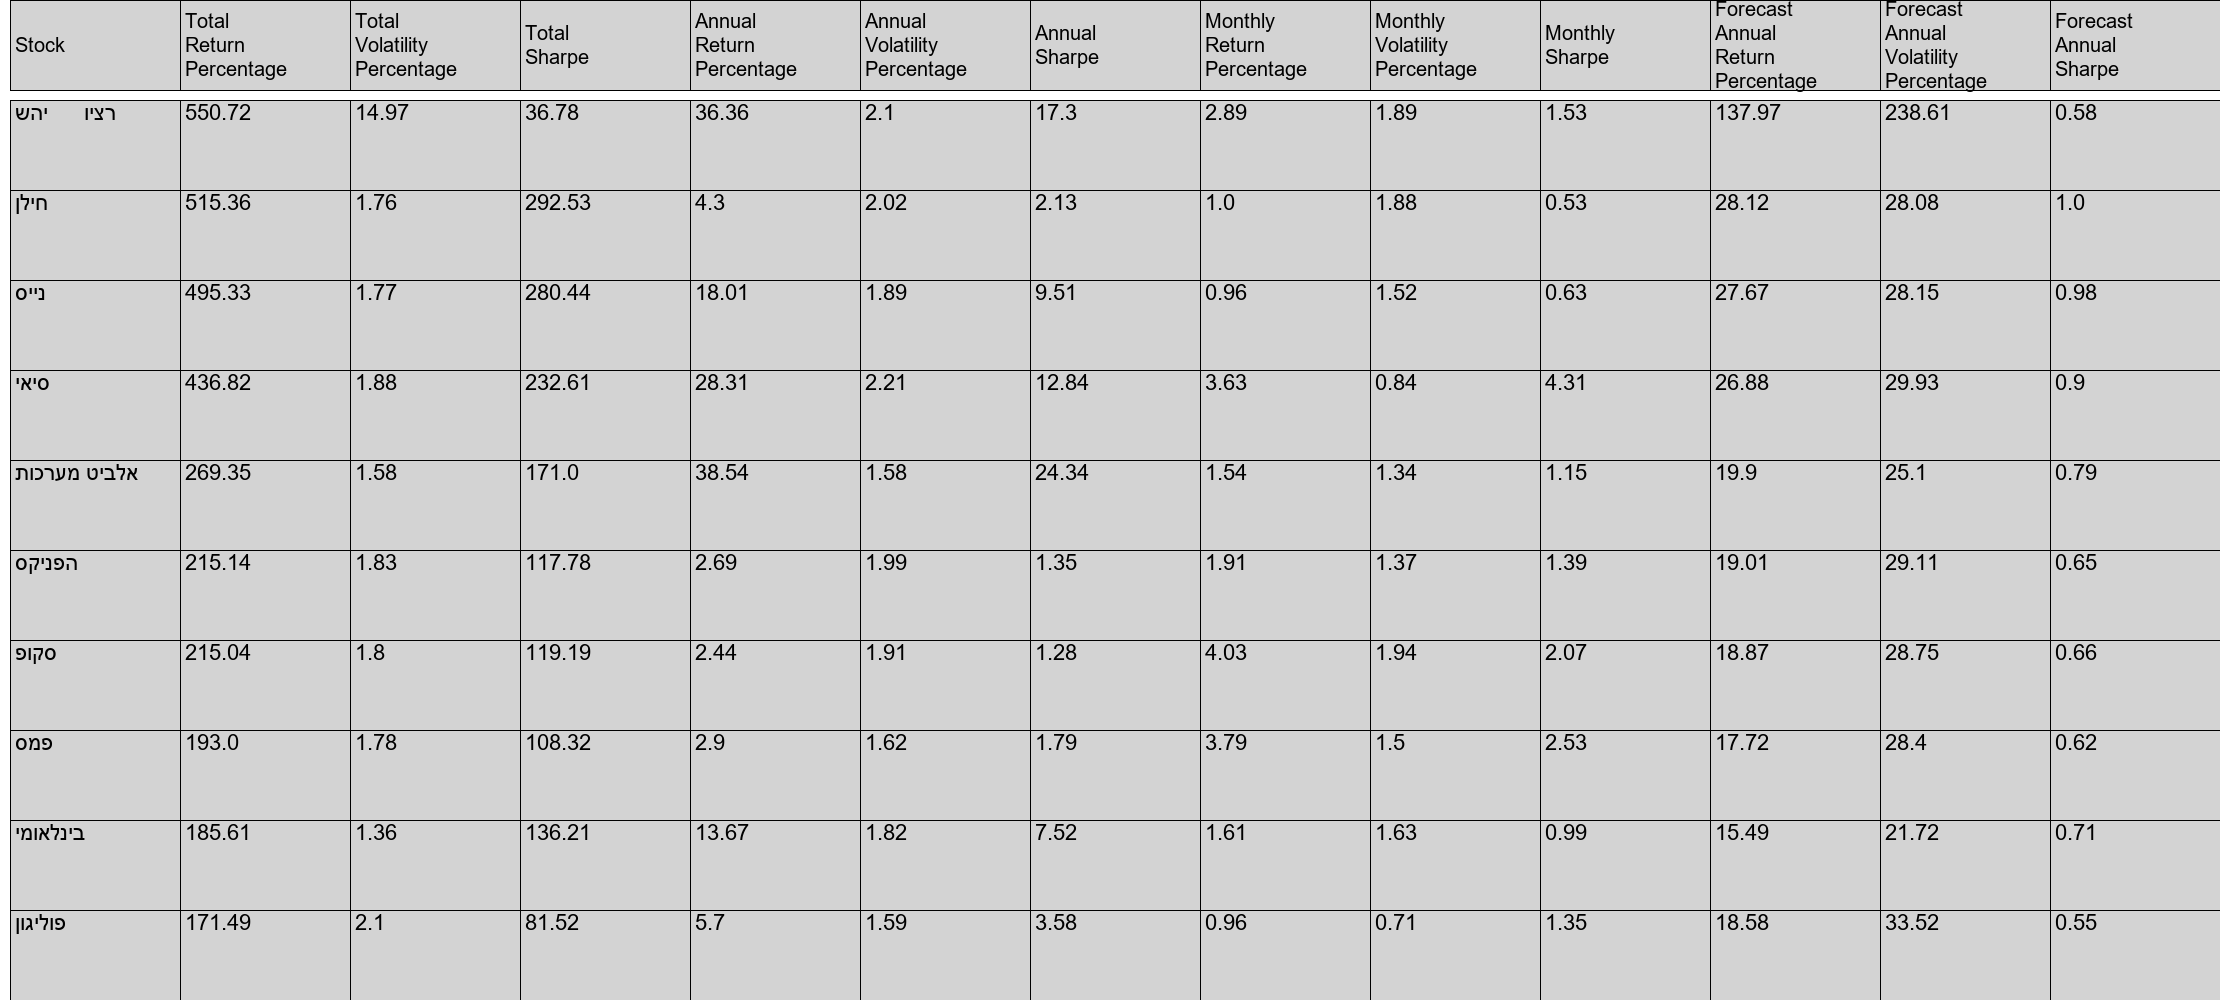 Stock Total Return Percentage Total Volatility Percentage Total Sharpe Annual Return Percentage Annual Volatility Percentage Annual Sharpe Monthly Return Percentage Monthly Volatility Percentage Monthly Sharpe Forecast Annual Return Percentage Forecast Annual Volatility Percentage Forecast Annual Sharpe
רציו יהש 550.72 14.97 36.78 36.36 2.1 17.3 2.89 1.89 1.53 137.97 238.61 0.58
חילן 515.36 1.76 292.53 4.3 2.02 2.13 1.0 1.88 0.53 28.12 28.08 1.0
נייס 495.33 1.77 280.44 18.01 1.89 9.51 0.96 1.52 0.63 27.67 28.15 0.98
סיאי 436.82 1.88 232.61 28.31 2.21 12.84 3.63 0.84 4.31 26.88 29.93 0.9
אלביט מערכות 269.35 1.58 171.0 38.54 1.58 24.34 1.54 1.34 1.15 19.9 25.1 0.79
הפניקס 215.14 1.83 117.78 2.69 1.99 1.35 1.91 1.37 1.39 19.01 29.11 0.65
סקופ 215.04 1.8 119.19 2.44 1.91 1.28 4.03 1.94 2.07 18.87 28.75 0.66
פמס 193.0 1.78 108.32 2.9 1.62 1.79 3.79 1.5 2.53 17.72 28.4 0.62
בינלאומי 185.61 1.36 136.21 13.67 1.82 7.52 1.61 1.63 0.99 15.49 21.72 0.71
פוליגון 171.49 2.1 81.52 5.7 1.59 3.58 0.96 0.71 1.35 18.58 33.52 0.55